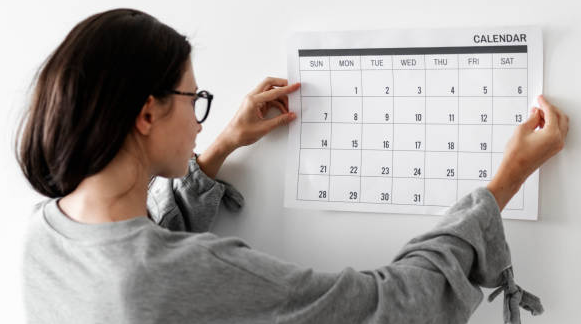 CALENDAR
SUN MON TUE WED THU FRI SAT
1 2 3 4 5 6
7 8 9 10 11 12 13
14 15 16 17 18 19
21 22 23 24 25 26
28 29 30 31